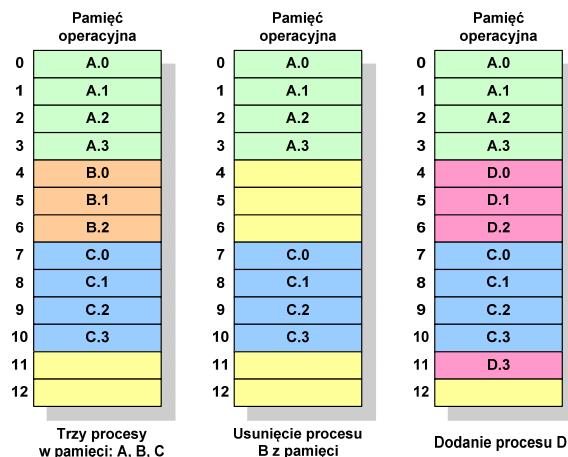 Pamięć
operacyjna
0 A.0
1 A.1
2 A.2
3 A.3
4 B.0
5 B.1
6 B.2
7 C.0
8 C.1
9 C.2
10 C.3
11
12
Trzy procesy
w pamięci: A, B, C
Pamięć
operacyjna
0 A.0
1 A.1
2 A.2
3 A.3
4
5
6
7 C.0
8 C.1
9 C.2
10 C.3
11
12
Usunięcie procesu
B z pamięci
Pamięć
operacyjna
0 A.0
1 A.1
2 A.2
3 A.3
4 D.0
5 D.1
6 D.2
7 C.0
8 C.1
9 C.2
10 C.3
11 D.3
12
Dodanie procesu D